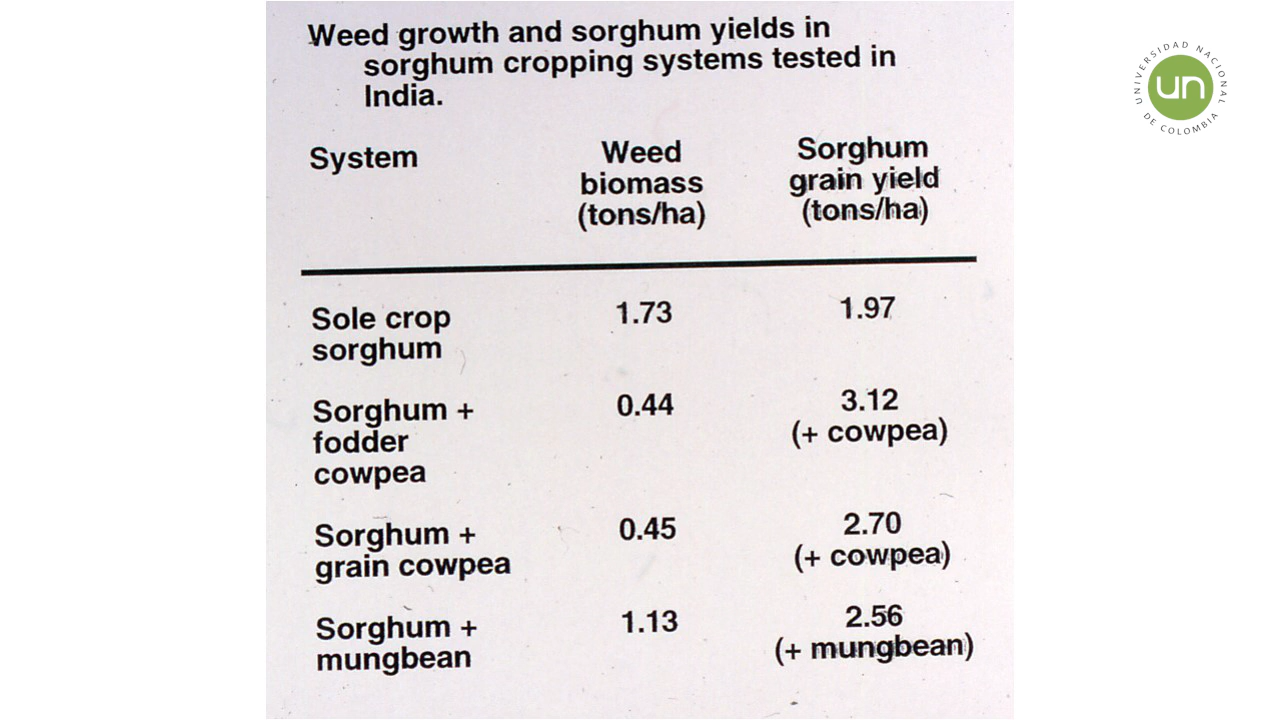 Weed growth and sorghum yields in
sorghum cropping systems tested in
India.
System
Weed
biomass
(tons/ha)
Sorghum
grain yield
(tons/ha)
Sole crop
sorghum
1.73
1.97
Sorghum +
fodder
cowpea
0.44
3.12
(+ cowpea)
Sorghum +
grain cowpea
0.45
2.70
(+ cowpea)
Sorghum +
mungbean
1.13
2.56
(+ mungbean)
UNIVERSIDAD NACIONAL
DE COLOMBIA
un